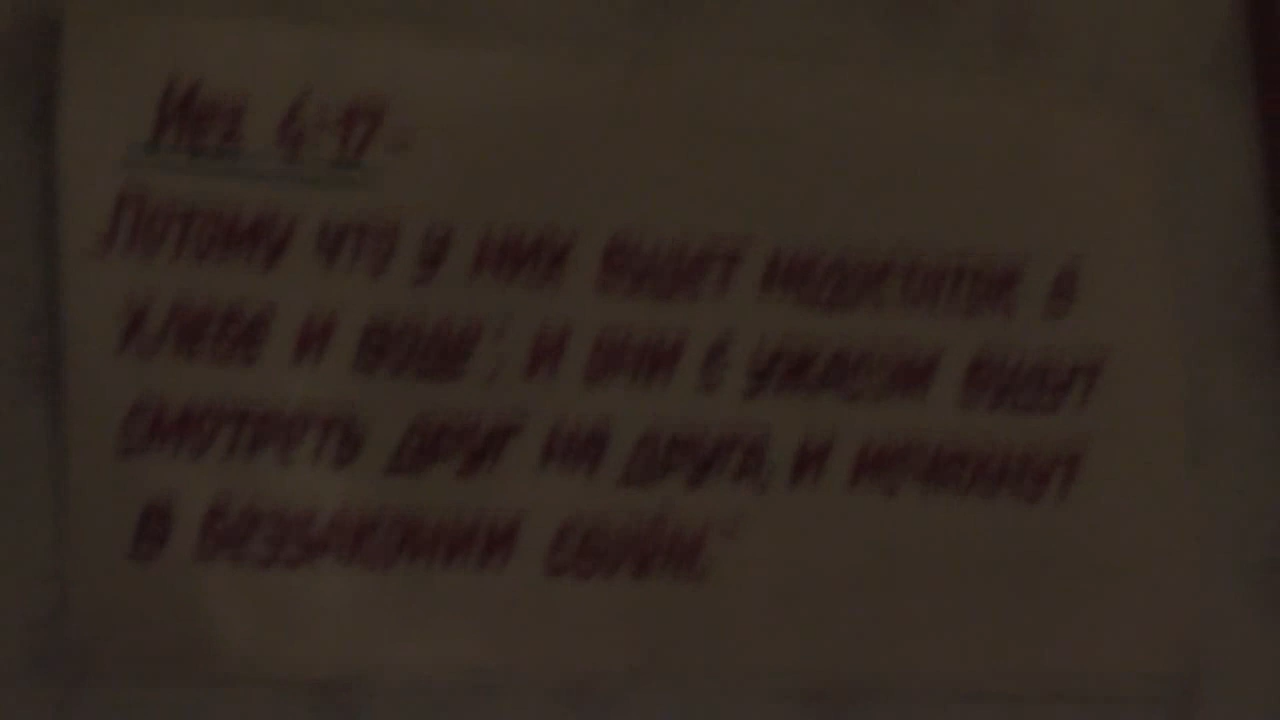 Иез 4:17
Потому что у них будет недостаток в
хлебе и воде; и они с ужасом будут
смотреть друг на друга, и исчахнут
в беззаконии своём."